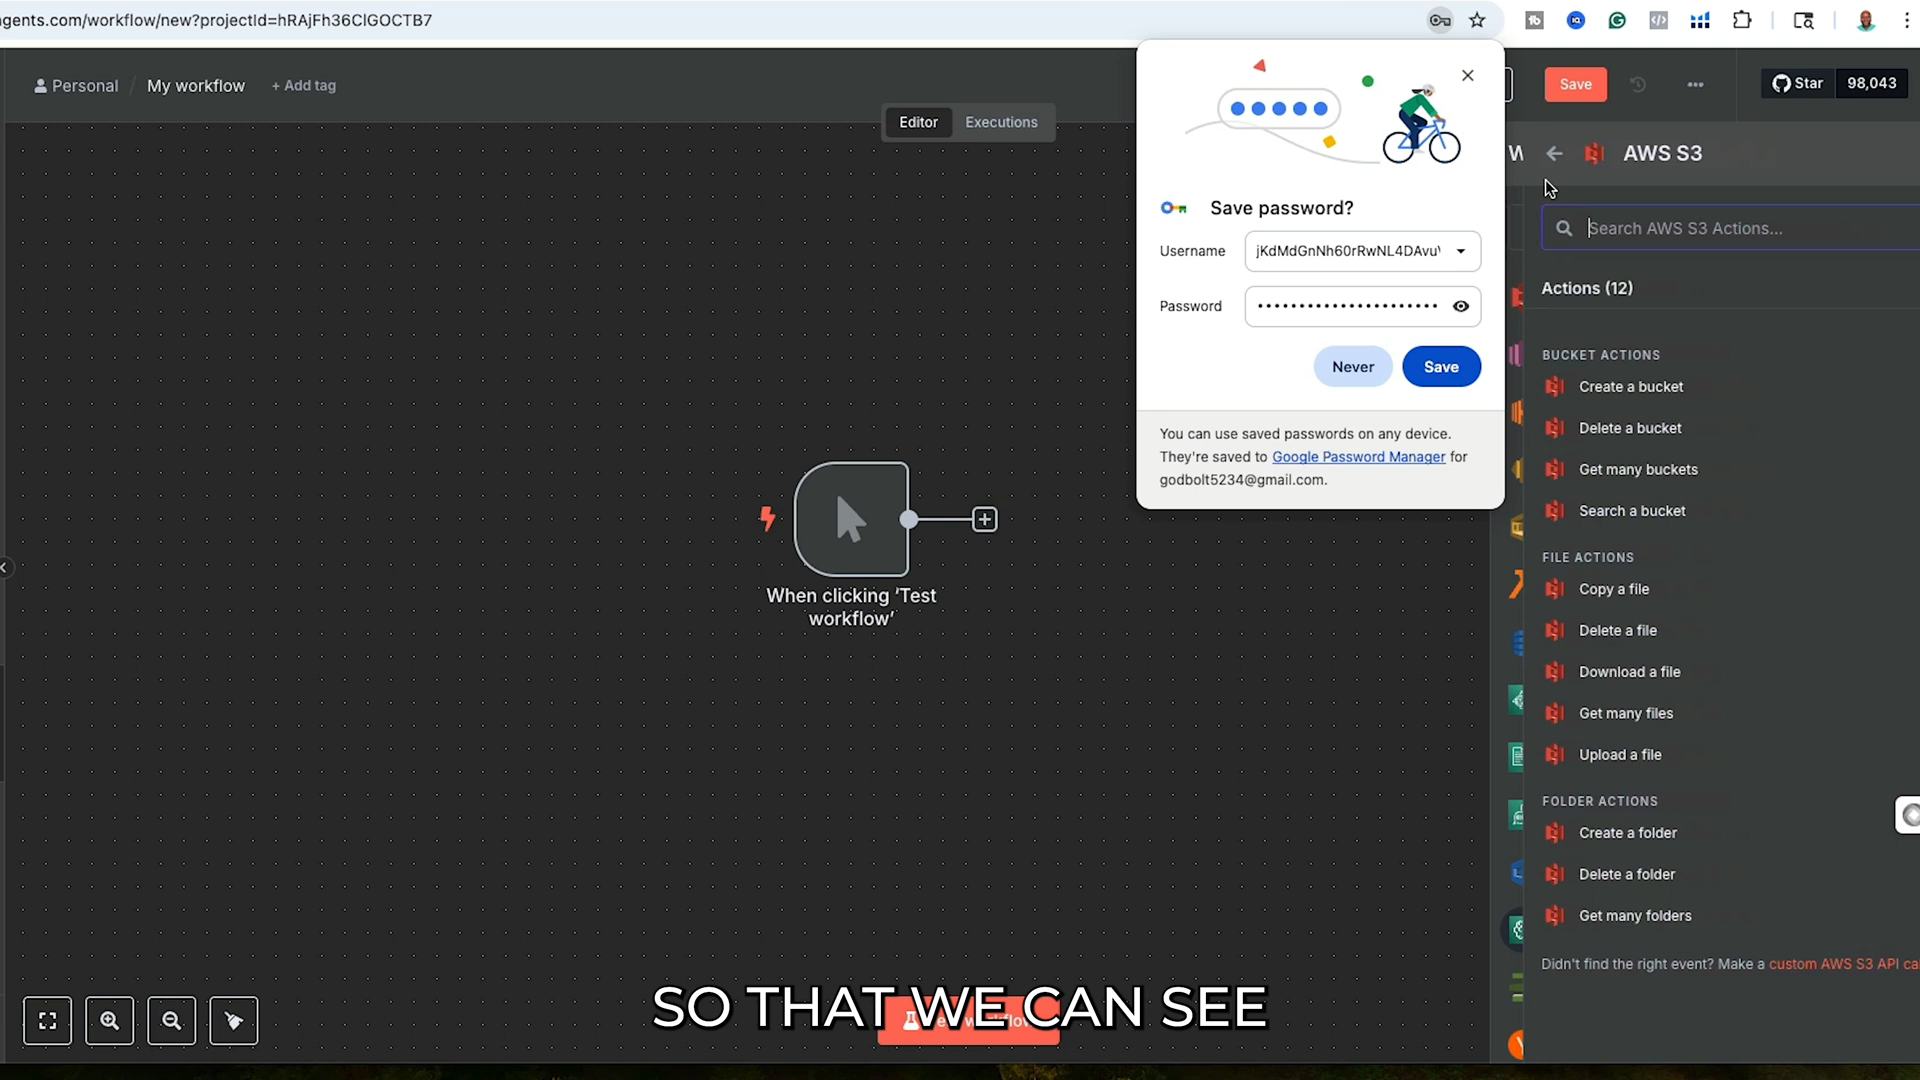 gents.com/workflow/new?projectId=hRAjFh36ClGOCTB7
Personal / My workflow + Add tag
Editor Executions
Save
Star 98,043
Save password?
Username jKdMdGnNh60rRwNL4DAvu
Password
Never Save
You can use saved passwords on any device.
They're saved to Google Password Manager for
godbolt5234@gmail.com.
AWS S3
Search AWS S3 Actions...
Actions (12)
BUCKET ACTIONS
Create a bucket
Delete a bucket
Get many buckets
Search a bucket
FILE ACTIONS
Copy a file
Delete a file
Download a file
Get many files
Upload a file
FOLDER ACTIONS
Create a folder
Delete a folder
Get many folders
Didn't find the right event? Make a custom AWS S3 API ca
When clicking ‘Test
workflow’
SO THAT WE CAN SEE